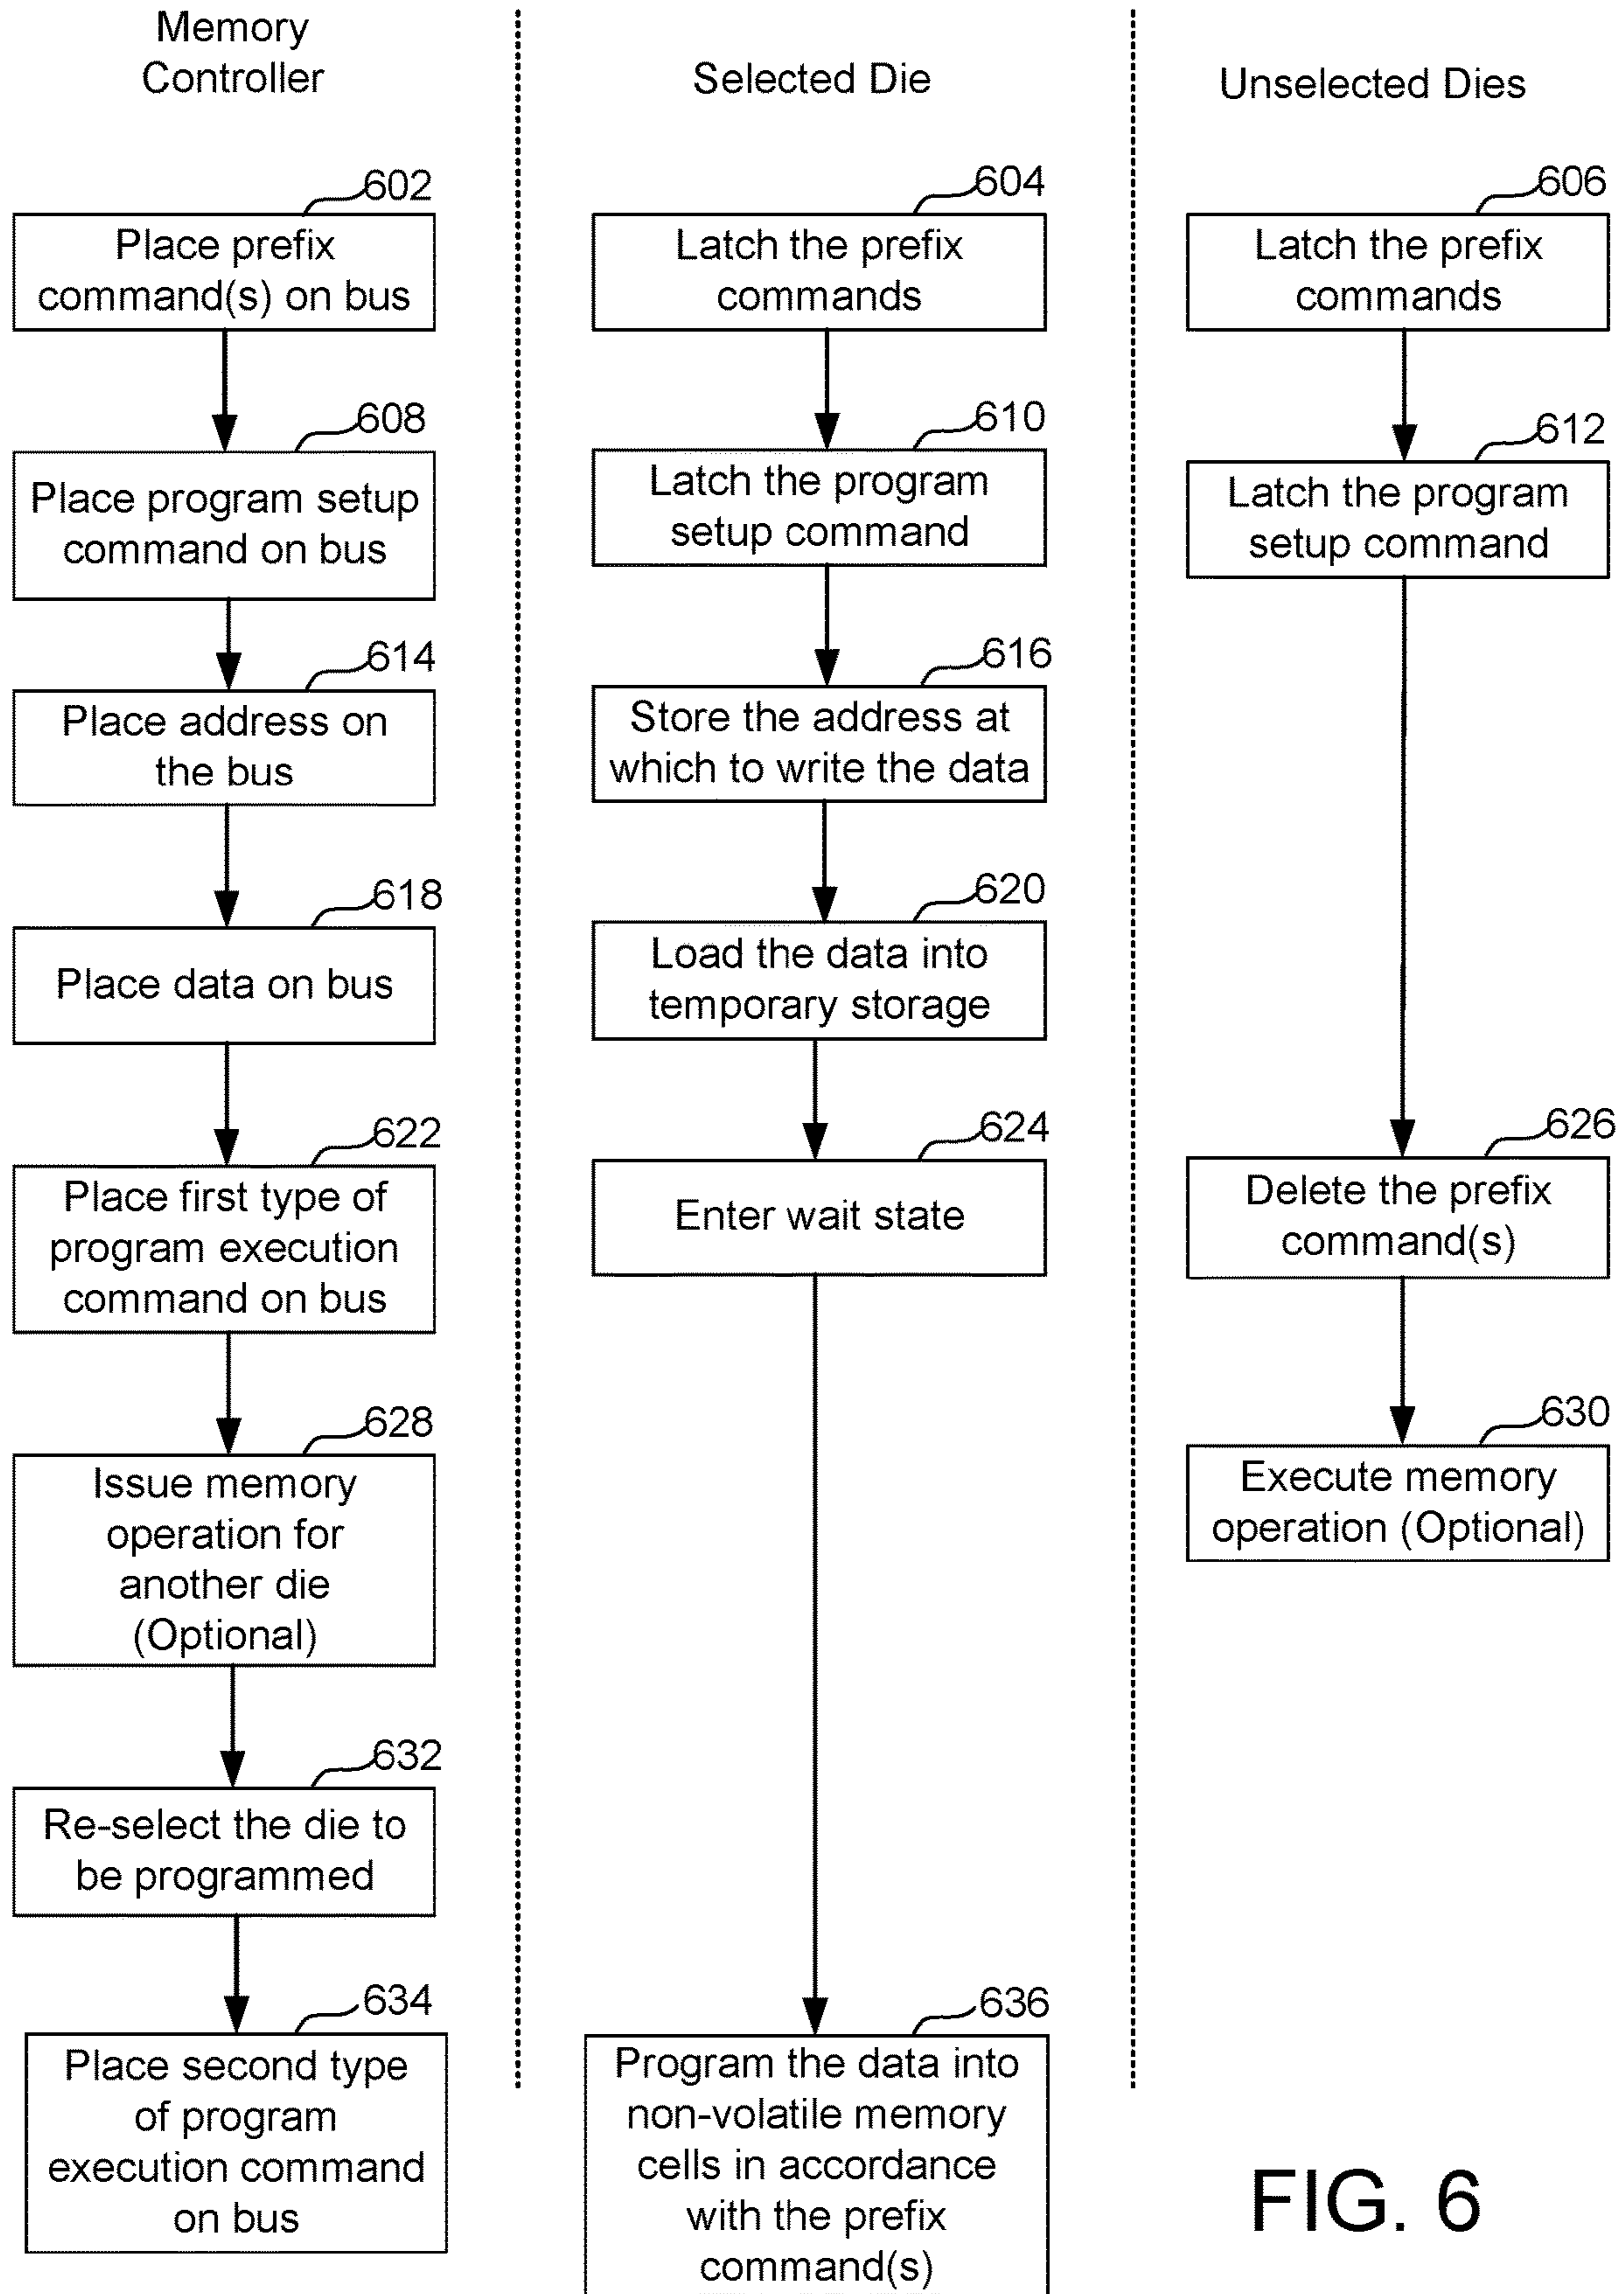 Memory
Controller
Selected Die
Unselected Dies
602
Place prefix
command(s) on bus
604
Latch the prefix
commands
606
Latch the prefix
commands
608
Place program setup
command on bus
610
Latch the program
setup command
612
Latch the program
setup command
614
Place address on
the bus
616
Store the address at
which to write the data
618
Place data on bus
620
Load the data into
temporary storage
622
Place first type of
program execution
command on bus
624
Enter wait state
626
Delete the prefix
command(s)
628
Issue memory
operation for
another die
(Optional)
630
Execute memory
operation (Optional)
632
Re-select the die to
be programmed
634
Place second type
of program
execution command
on bus
636
Program the data into
non-volatile memory
cells in accordance
with the prefix
command(s)
FIG. 6